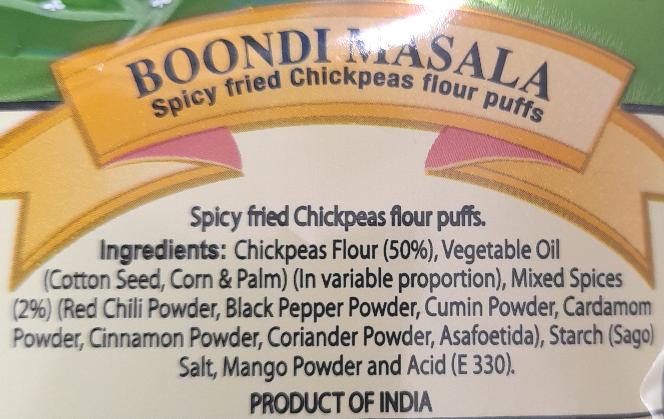 BOONDI MASALA
Spicy fried Chickpeas flour puffs
Spicy fried Chickpeas flour puffs.
Ingredients: Chickpeas Flour (50%), Vegetable Oil
(Cotton Seed, Corn & Palm) (In variable proportion), Mixed Spices
(2%) (Red Chili Powder, Black Pepper Powder, Cumin Powder, Cardamom
Powder, Cinnamon Powder, Coriander Powder, Asafoetida), Starch (Sago)
Salt, Mango Powder and Acid (E 330).
PRODUCT OF INDIA